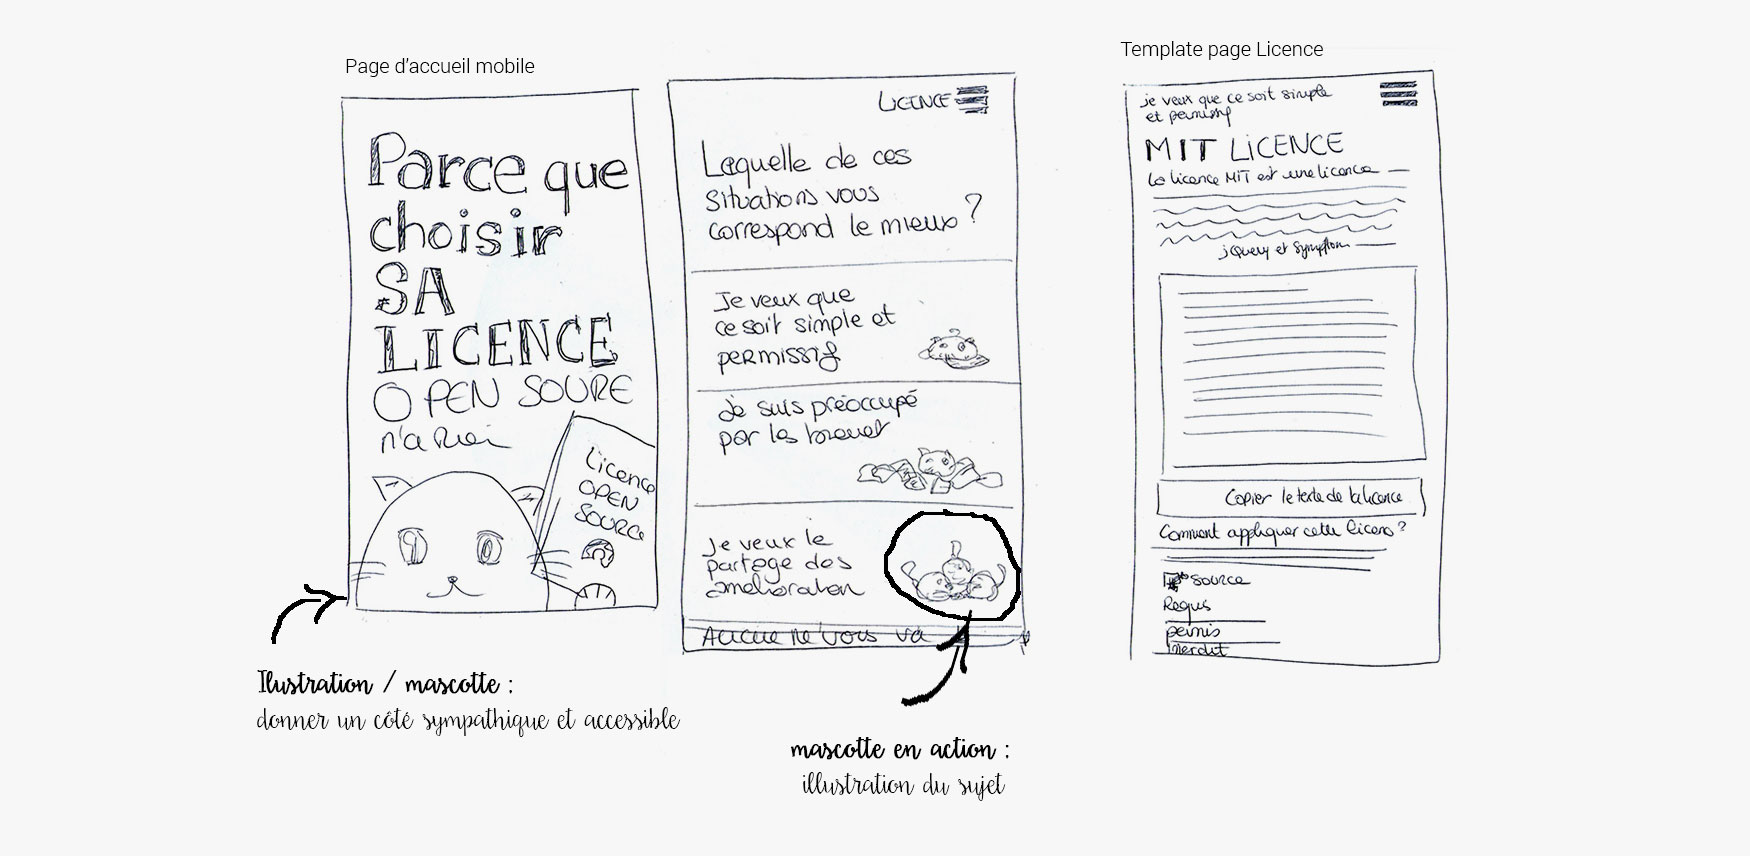 Page d'accueil mobile
Parce que
choisir
SA
LICENCE
OPEN SOURE
n'a
Licence
OPEN
SOURCE
LICENCE
Laquelle de ces
situations vous
correspond le mieux ?
Je veux que
ce soit simple et
permissif
Je suis préoccupé
par les brevet
Je veux le
partage des
amélioration
Aucune ne vous va
Template page Licence
je veux que ce soit simple
et permissif
MIT LICENCE
La licence MIT est une licence
jQuery et
Copier le texte de la licence
Comment appliquer cette licence ?
source
Requis
permis
interdit
Ilustration / mascotte :
donner un côté sympathique et accessible
mascotte en action :
illustration du sujet